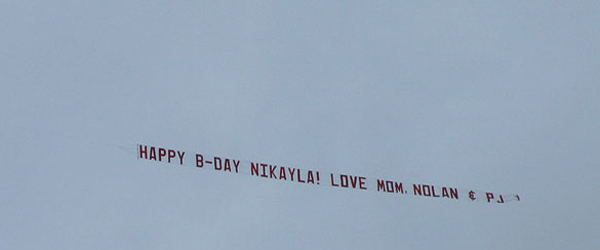 HAPPY B-DAY NIKAYLA! LOVE MOM, NOLAN & PJ